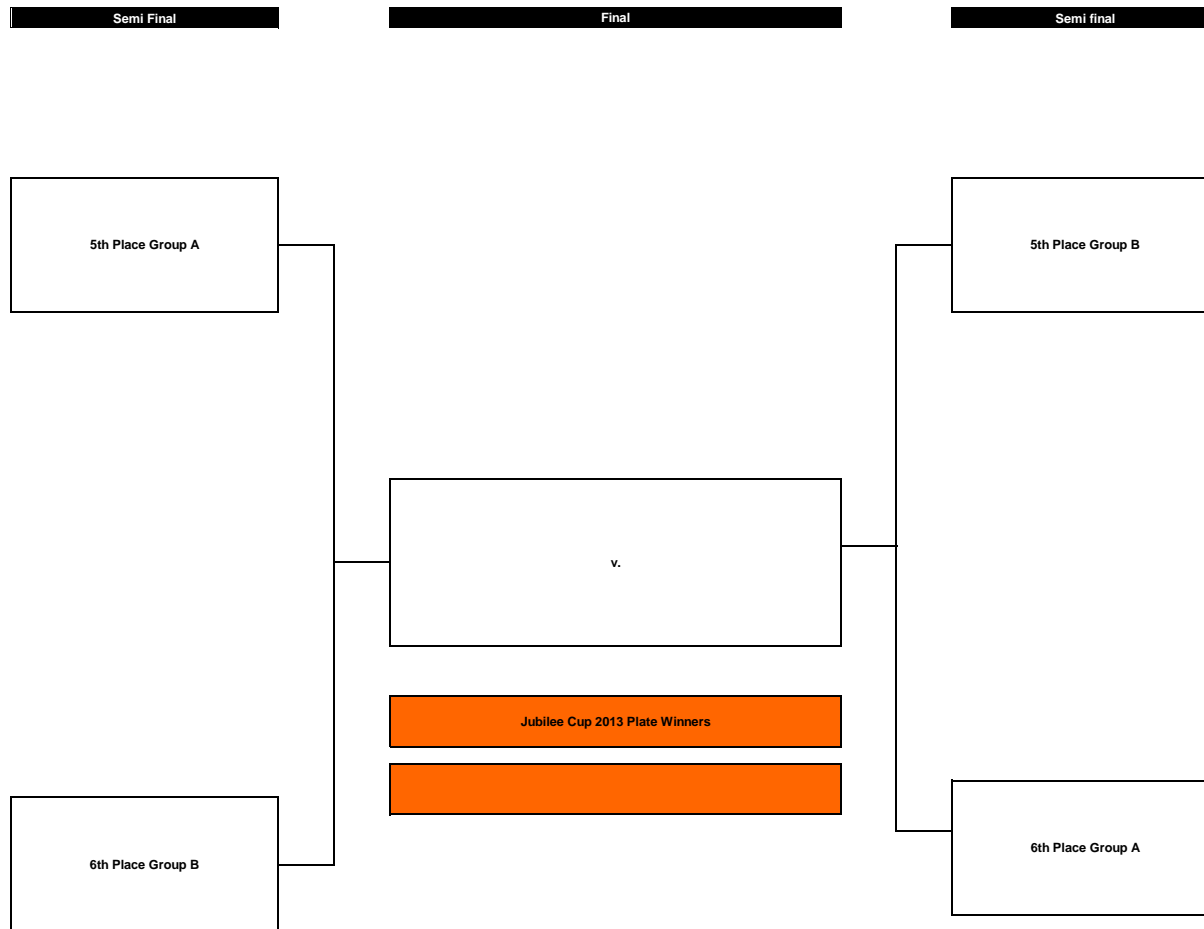 Semi Final
Final
Semi final
5th Place Group A
5th Place Group B
v.
Jubilee Cup 2013 Plate Winners
6th Place Group B
6th Place Group A